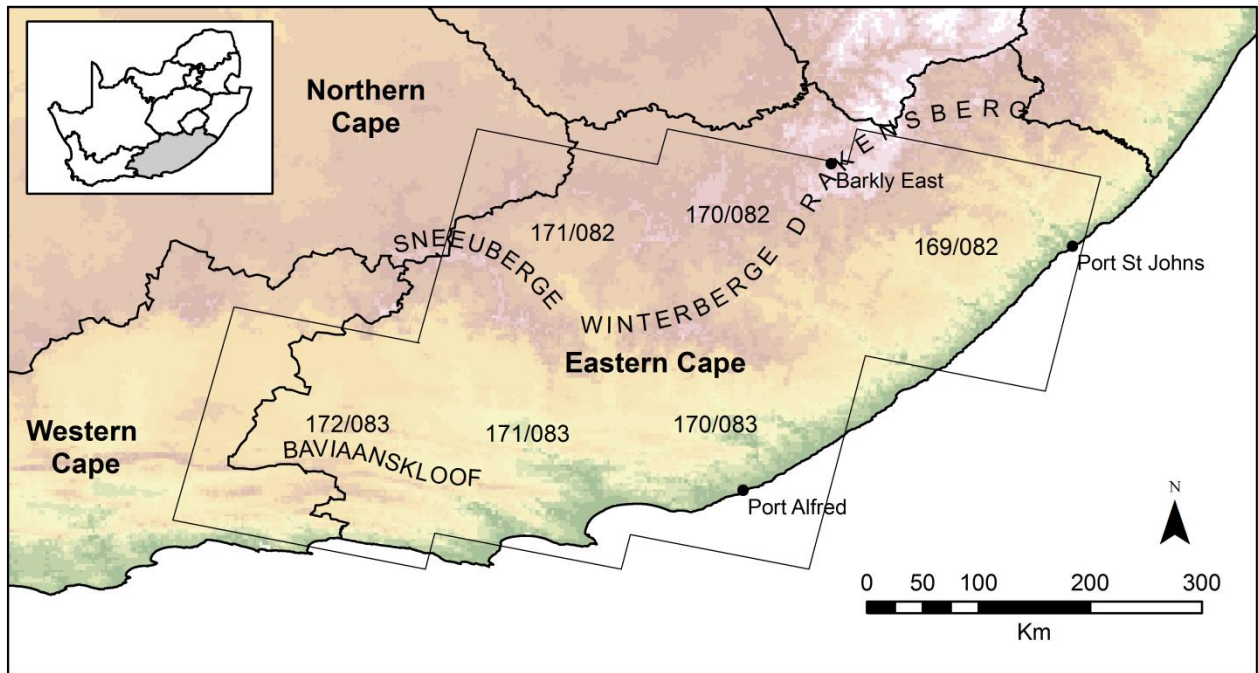 Northern
Cape
DRAKENSBERG
Barkly East
170/082
171/082
169/082
SNEEUBERGE
Port St Johns
WINTERBERGE
Eastern Cape
Western
Cape
172/083
171/083
170/083
BAVIAANSKLOOF
Port Alfred
N
0 50 100 200 300
Km